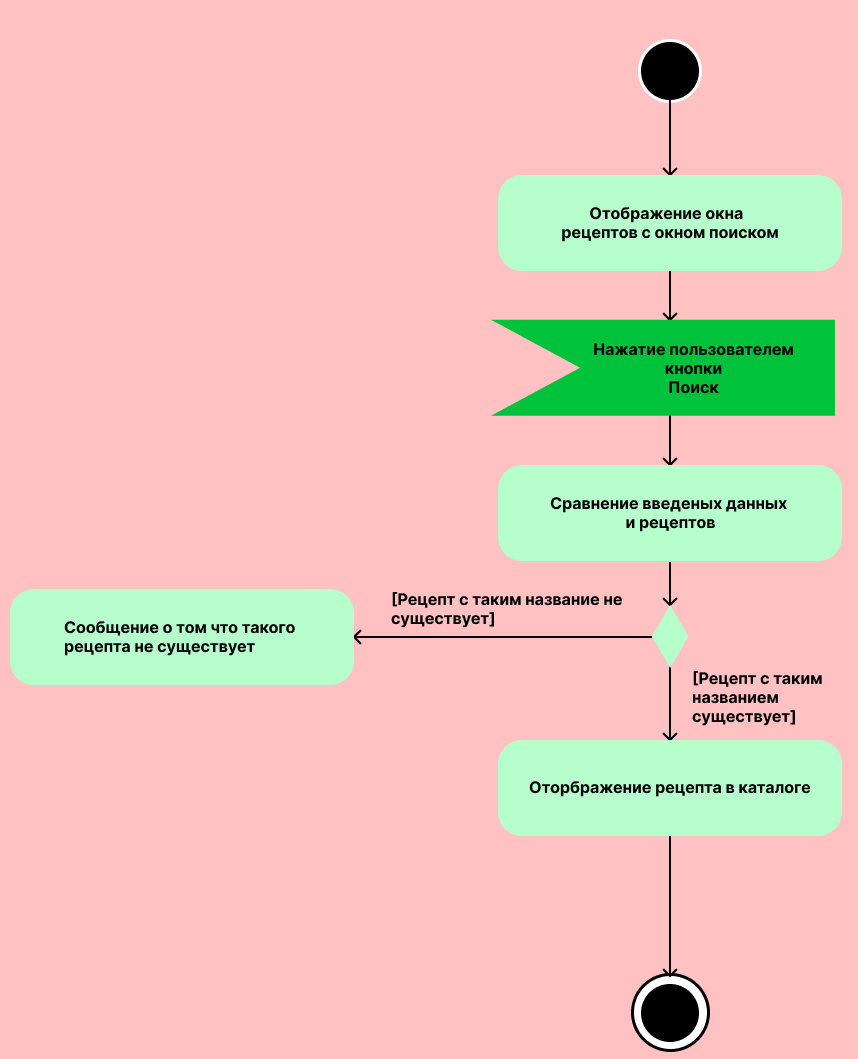 Отображение окна
рецептов с окном поиском
Нажатие пользователем
кнопки
Поиск
Сравнение введеных данных
и рецептов
[Рецепт с таким название не
существует]
Сообщение о том что такого
рецепта не существует
[Рецепт с таким
названием
существует]
Оторбражение рецепта в каталоге